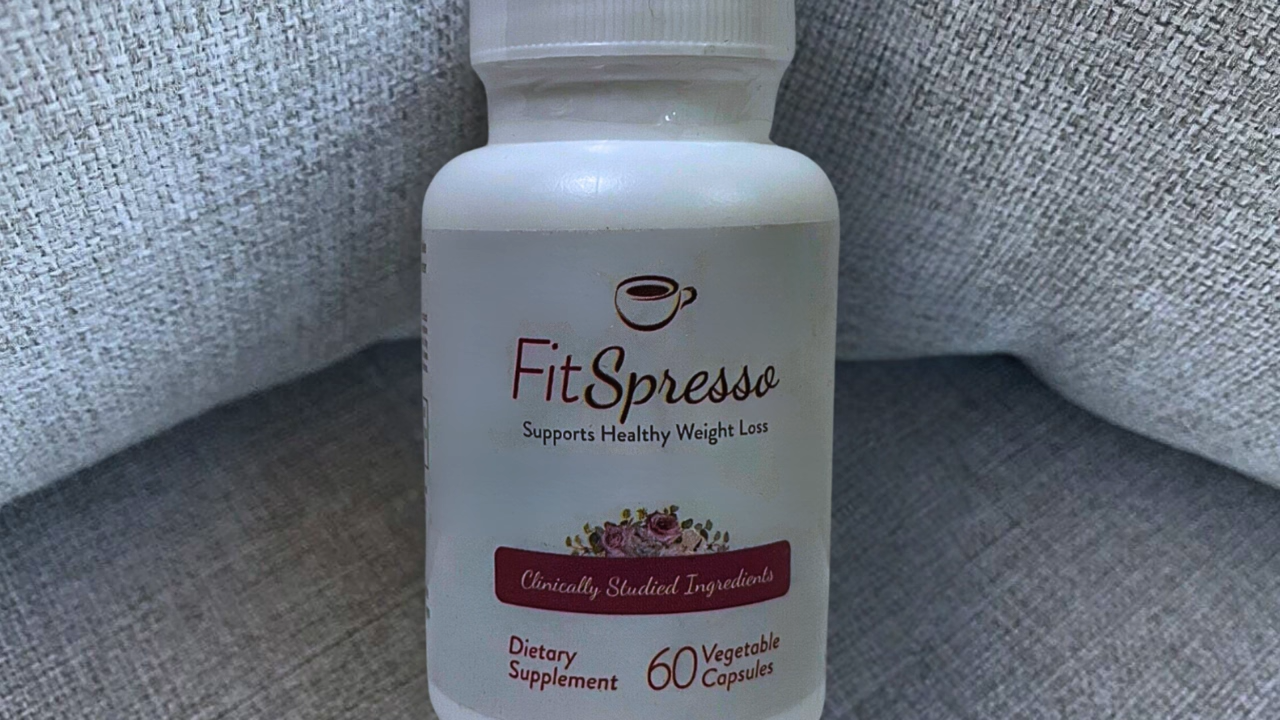 FitSpresso
Supports Healthy Weight Loss
Clinically Studied Ingredients
Dietary
Supplement
60 Vegetable
Capsules